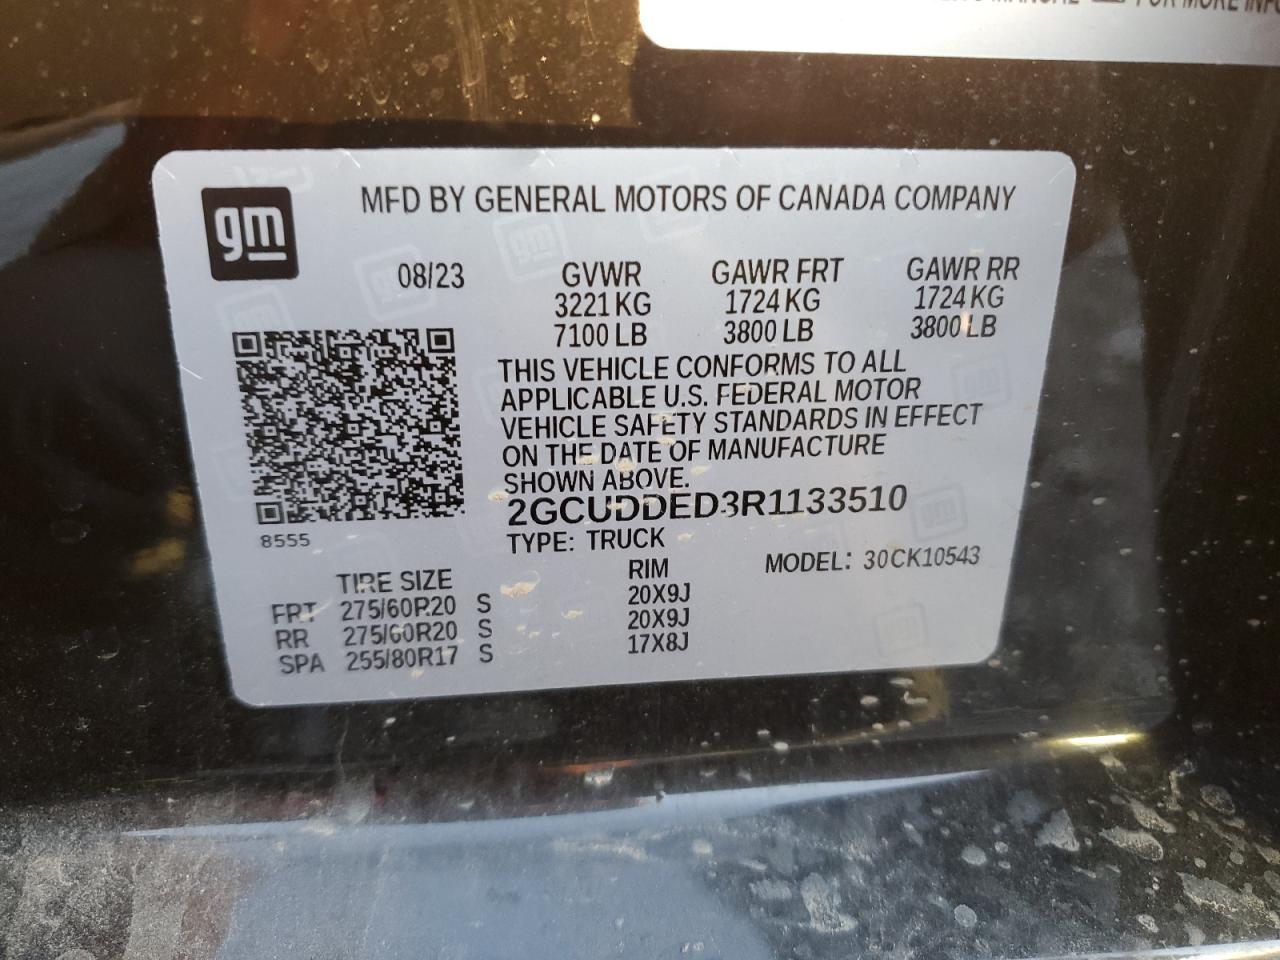 FOR MORE INFO
gm
MFD BY GENERAL MOTORS OF CANADA COMPANY
08/23 GVWR GAWR FRT GAWR RR
3221 KG 1724 KG 1724 KG
7100 LB 3800 LB 3800 LB
THIS VEHICLE CONFORMS TO ALL
APPLICABLE U.S. FEDERAL MOTOR
VEHICLE SAFETY STANDARDS IN EFFECT
ON THE DATE OF MANUFACTURE
SHOWN ABOVE.
2GCUDDED3R1133510
8555
TYPE: TRUCK
MODEL: 30CK10543
TIRE SIZE RIM
FRT 275/60R20 S 20X9J
RR 275/60R20 S 20X9J
SPA 255/80R17 S 17X8J